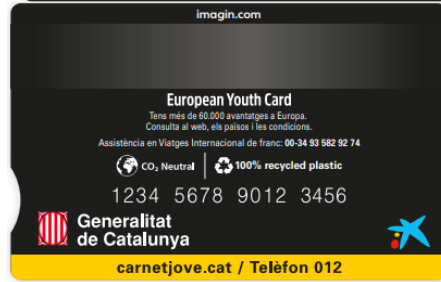 imagin.com
European Youth Card
Tens més de 60.000 avantatges a Europa.
Consulta al web, els països i les condicions.
Assistència en Viatges Internacional de franc: 00-34 93 582 92 74
CO₂ Neutral
100% recycled plastic
1234 5678 9012 3456
Generalitat
de Catalunya
carnetjove.cat / Telèfon 012